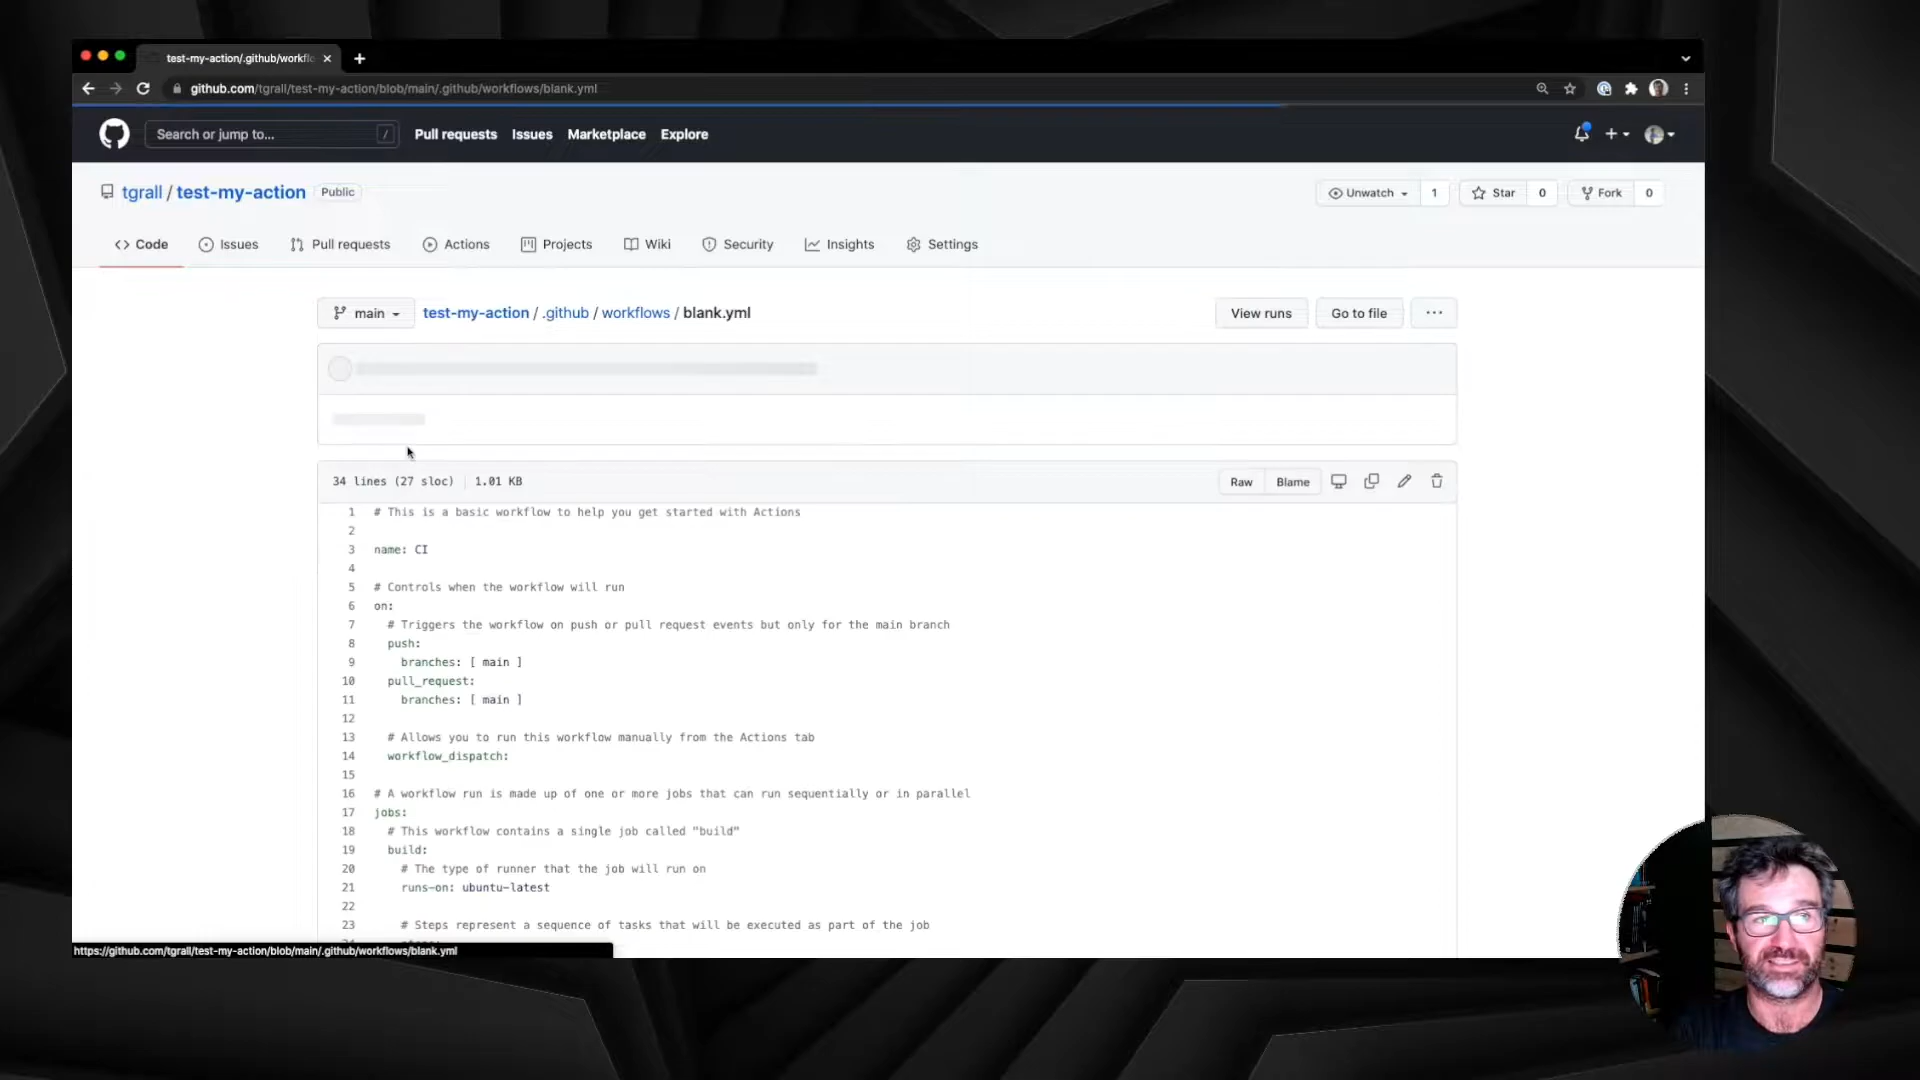 test-my-action/.github/workflo
github.com/tgrall/test-my-action/blob/main/.github/workflows/blank.yml
Search or jump to... / Pull requests Issues Marketplace Explore
tgrall / test-my-action Public Unwatch 1 Star 0 Fork 0
<> Code Issues Pull requests Actions Projects Wiki Security Insights Settings
main test-my-action / .github / workflows / blank.yml View runs Go to file ...
34 lines (27 sloc) 1.01 KB Raw Blame
1 # This is a basic workflow to help you get started with Actions
2
3 name: CI
4
5 # Controls when the workflow will run
6 on:
7 # Triggers the workflow on push or pull request events but only for the main branch
8 push:
9 branches: [ main ]
10 pull_request:
11 branches: [ main ]
12
13 # Allows you to run this workflow manually from the Actions tab
14 workflow_dispatch:
15
16 # A workflow run is made up of one or more jobs that can run sequentially or in parallel
17 jobs:
18 # This workflow contains a single job called "build"
19 build:
20 # The type of runner that the job will run on
21 runs-on: ubuntu-latest
22
23 # Steps represent a sequence of tasks that will be executed as part of the job
https://github.com/tgrall/test-my-action/blob/main/.github/workflows/blank.yml